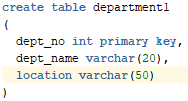 create table department1
(
dept_no int primary key,
dept_name varchar(20),
location varchar(50)
)